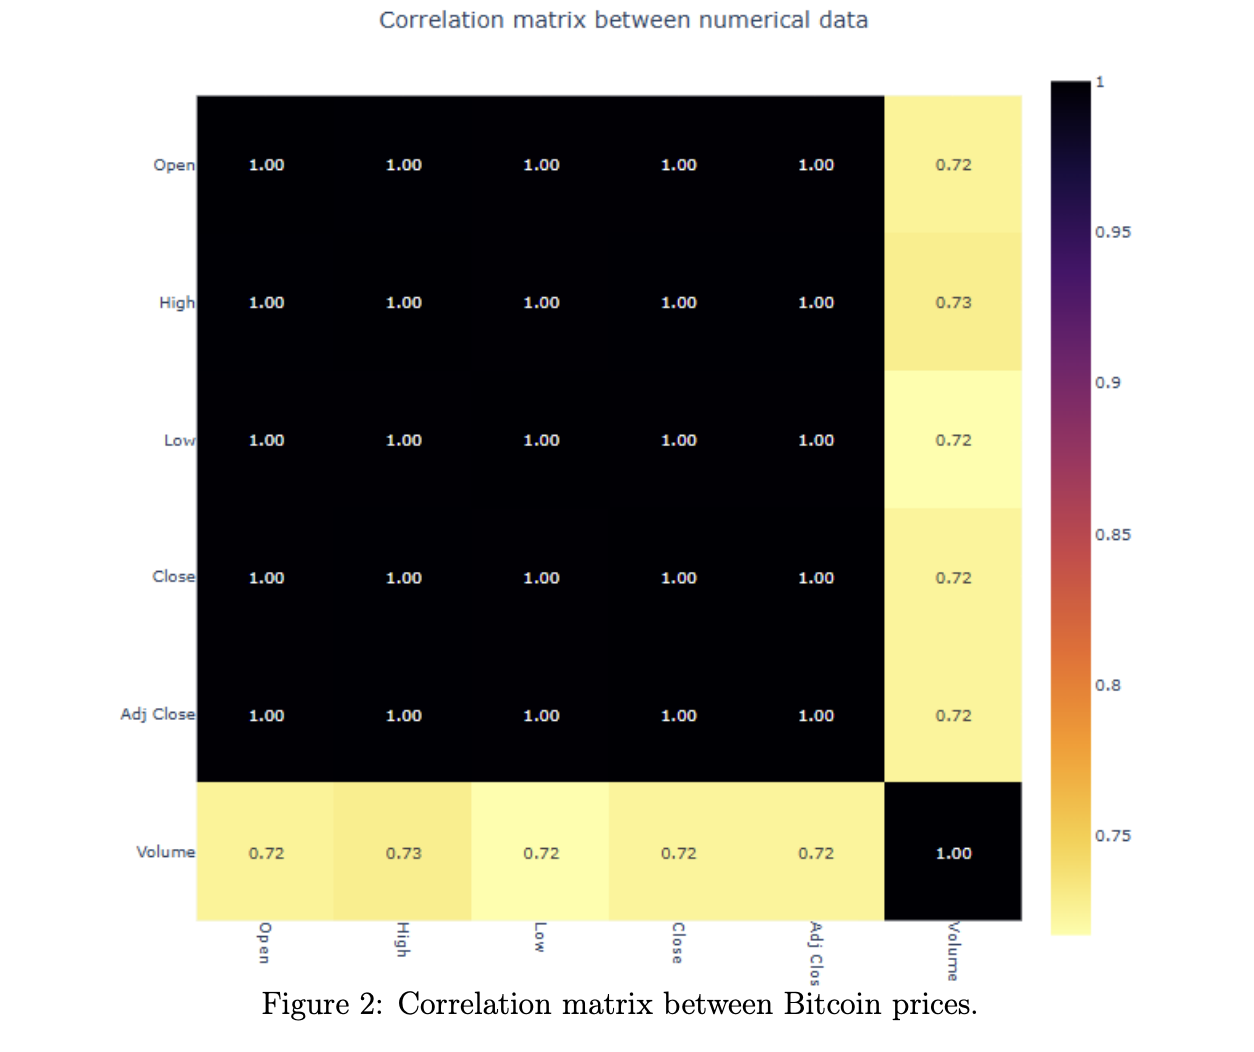 Correlation matrix between numerical data
Open 1.00 1.00 1.00 1.00 1.00 0.72
High 1.00 1.00 1.00 1.00 1.00 0.73
Low 1.00 1.00 1.00 1.00 1.00 0.72
Close 1.00 1.00 1.00 1.00 1.00 0.72
Adj Close 1.00 1.00 1.00 1.00 1.00 0.72
Volume 0.72 0.73 0.72 0.72 0.72 1.00
Open High Low Close Adj Clos Volume
1
0.95
0.9
0.85
0.8
0.75
Figure 2: Correlation matrix between Bitcoin prices.